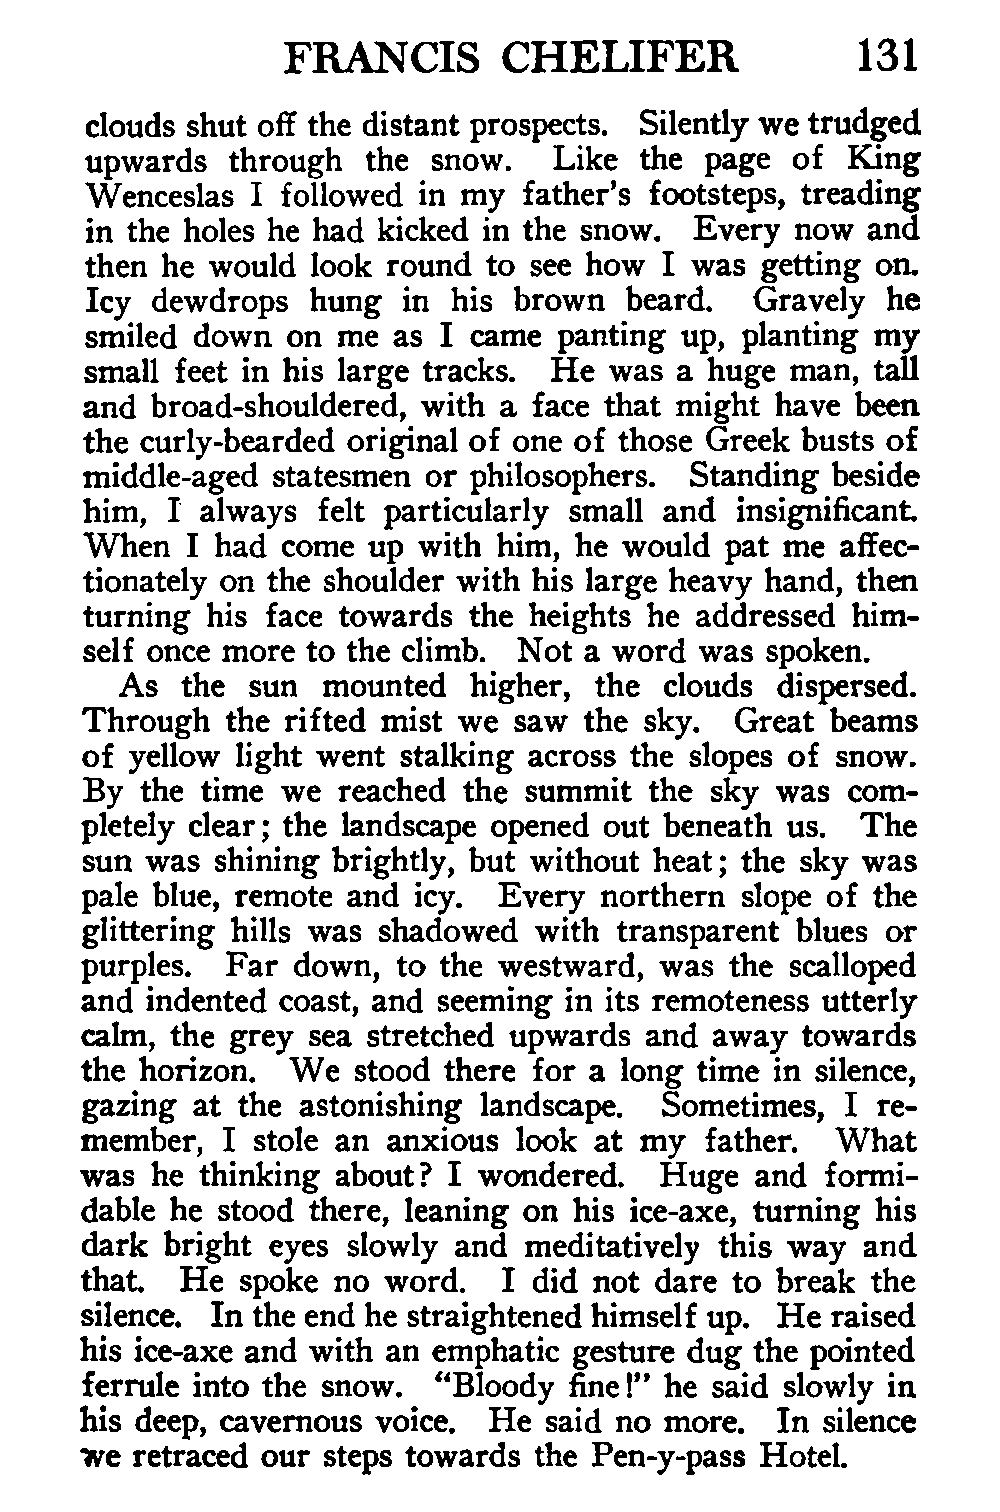 FRANCIS CHELIFER 131
clouds shut off the distant prospects. Silently we trudged
upwards through the snow. Like the page of King
Wenceslas I followed in my father's footsteps, treading
in the holes he had kicked in the snow. Every now and
then he would look round to see how I was getting on.
Icy dewdrops hung in his brown beard. Gravely he
smiled down on me as I came panting up, planting my
small feet in his large tracks. He was a huge man, tall
and broad-shouldered, with a face that might have been
the curly-bearded original of one of those Greek busts of
middle-aged statesmen or philosophers. Standing beside
him, I always felt particularly small and insignificant.
When I had come up with him, he would pat me affec-
tionately on the shoulder with his large heavy hand, then
turning his face towards the heights he addressed him-
self once more to the climb. Not a word was spoken.
As the sun mounted higher, the clouds dispersed.
Through the rifted mist we saw the sky. Great beams
of yellow light went stalking across the slopes of snow.
By the time we reached the summit the sky was com-
pletely clear; the landscape opened out beneath us. The
sun was shining brightly, but without heat; the sky was
pale blue, remote and icy. Every northern slope of the
glittering hills was shadowed with transparent blues or
purples. Far down, to the westward, was the scalloped
and indented coast, and seeming in its remoteness utterly
calm, the grey sea stretched upwards and away towards
the horizon. We stood there for a long time in silence,
gazing at the astonishing landscape. Sometimes, I re-
member, I stole an anxious look at my father. What
was he thinking about? I wondered. Huge and formi-
dable he stood there, leaning on his ice-axe, turning his
dark bright eyes slowly and meditatively this way and
that. He spoke no word. I did not dare to break the
silence. In the end he straightened himself up. He raised
his ice-axe and with an emphatic gesture dug the pointed
ferrule into the snow. "Bloody fine!" he said slowly in
his deep, cavernous voice. He said no more. In silence
we retraced our steps towards the Pen-y-pass Hotel.